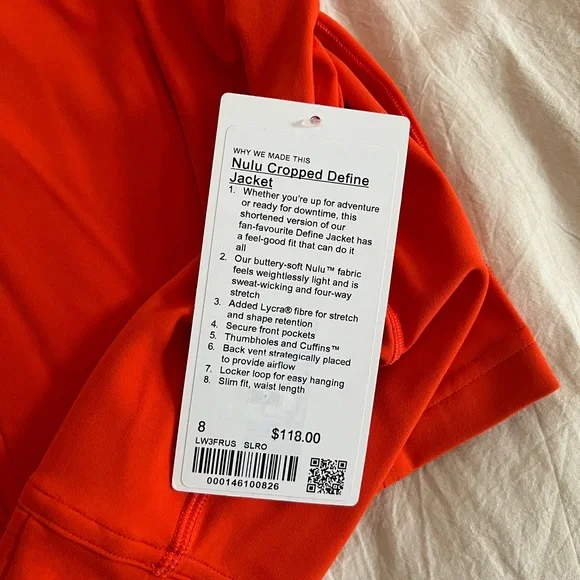 WHY WE MADE THIS
Nulu Cropped Define
Jacket
1. Whether you're up for adventure
or ready for downtime, this
shortened version of our
fan-favourite Define Jacket has
a feel-good fit that can do it
all
2. Our buttery-soft Nulu™ fabric
feels weightlessly light and is
sweat-wicking and four-way
stretch
3. Added Lycra® fibre for stretch
and shape retention
4. Secure front pockets
5. Thumbholes and Cuffins™
6. Back vent strategically placed
to provide airflow
7. Locker loop for easy hanging
8. Slim fit, waist length
8 $118.00
LW3FRUS SLRO
000146100826